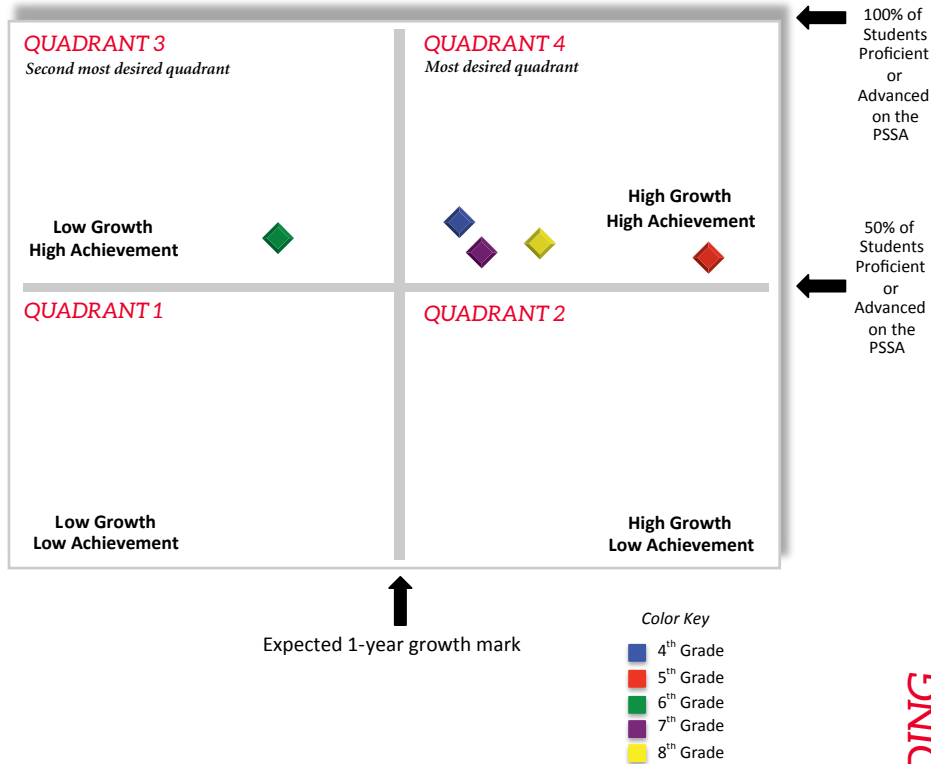 QUADRANT 3
Second most desired quadrant
QUADRANT 4
Most desired quadrant
100% of
Students
Proficient
or
Advanced
on the
PSSA
Low Growth
High Achievement
High Growth
High Achievement
50% of
Students
Proficient
or
Advanced
on the
PSSA
QUADRANT 1
QUADRANT 2
Low Growth
Low Achievement
High Growth
Low Achievement
Expected 1-year growth mark
Color Key
4th Grade
5th Grade
6th Grade
7th Grade
8th Grade